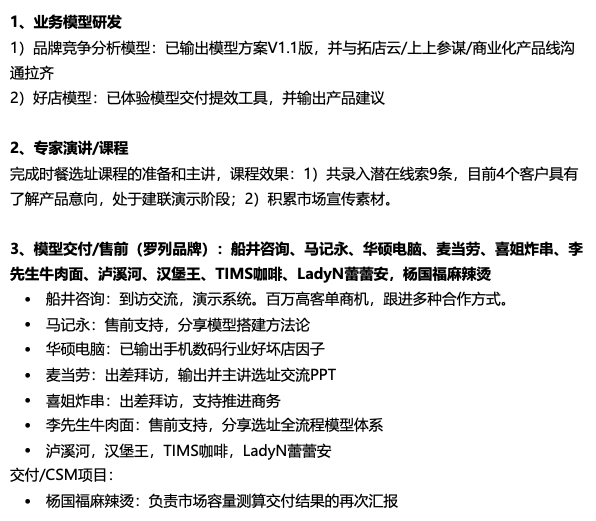 1、业务模型研发
1）品牌竞争分析模型：已输出模型方案V1.1版，并与拓店云/上上参谋/商业化产品线沟
通拉齐
2）好店模型：已体验模型交付提效工具，并输出产品建议
2、专家演讲/课程
完成时餐选址课程的准备和主讲，课程效果：1）共录入潜在线索9条，目前4个客户具有
了解产品意向，处于建联演示阶段；2）积累市场宣传素材。
3、模型交付/售前（罗列品牌）：船井咨询、马记永、华硕电脑、麦当劳、喜姐炸串、李
先生牛肉面、泸溪河、汉堡王、TIMS咖啡、LadyN蕾蕾安，杨国福麻辣烫
• 船井咨询：到访交流，演示系统。百万高客单商机，跟进多种合作方式。
• 马记永：售前支持，分享模型搭建方法论
• 华硕电脑：已输出手机数码行业好坏店因子
• 麦当劳：出差拜访，输出并主讲选址交流PPT
• 喜姐炸串：出差拜访，支持推进商务
• 李先生牛肉面：售前支持，分享选址全流程模型体系
• 泸溪河，汉堡王，TIMS咖啡，LadyN蕾蕾安
交付/CSM项目：
• 杨国福麻辣烫：负责市场容量测算交付结果的再次汇报